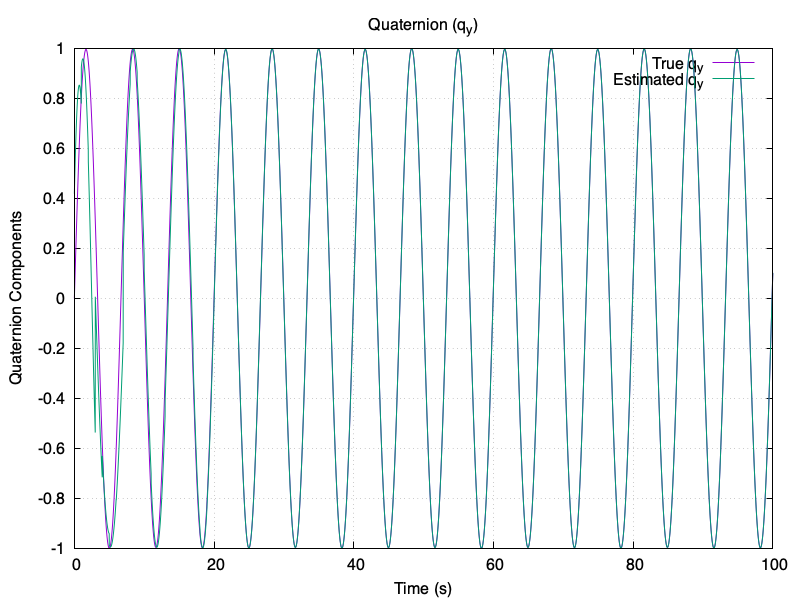 Quaternion (qy)
True qy
Estimated qy
1
0.8
0.6
0.4
0.2
0
-0.2
-0.4
-0.6
-0.8
-1
Quaternion Components
0 20 40 60 80 100
Time (s)